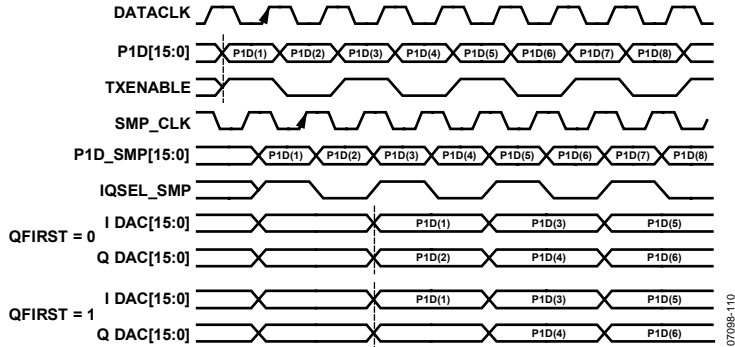 DATACLK
P1D[15:0] P1D(1) P1D(2) P1D(3) P1D(4) P1D(5) P1D(6) P1D(7) P1D(8)
TXENABLE
SMP_CLK
P1D_SMP[15:0] P1D(1) P1D(2) P1D(3) P1D(4) P1D(5) P1D(6) P1D(7) P1D(8)
IQSEL_SMP
QFIRST = 0
I DAC[15:0] P1D(1) P1D(3) P1D(5)
Q DAC[15:0] P1D(2) P1D(4) P1D(6)
QFIRST = 1
I DAC[15:0] P1D(1) P1D(3) P1D(5)
Q DAC[15:0] P1D(4) P1D(6)
07098-110